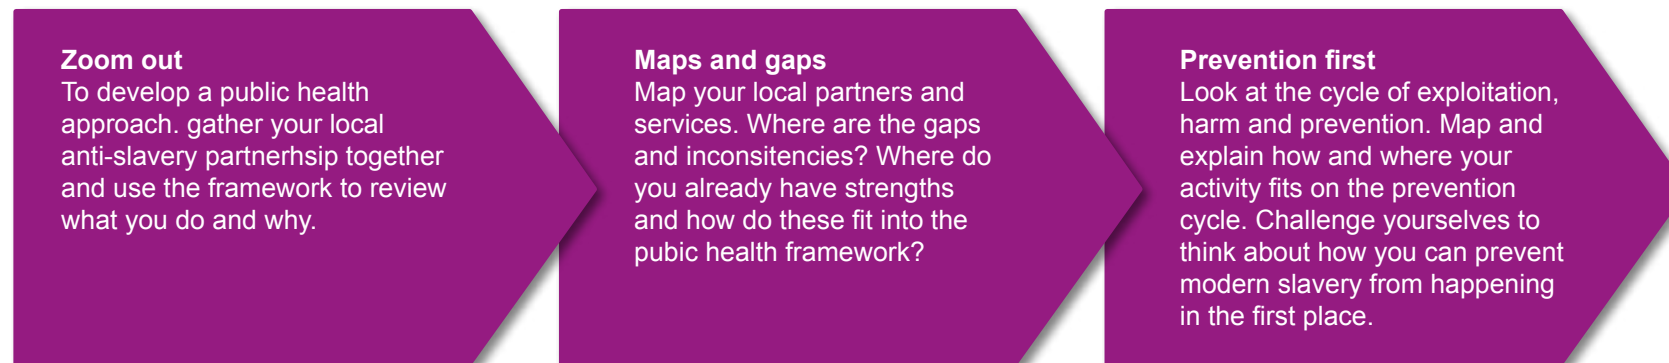 Zoom out
To develop a public health
approach. gather your local
anti-slavery partnerhsip together
and use the framework to review
what you do and why.
Maps and gaps
Map your local partners and
services. Where are the gaps
and inconsitencies? Where do
you already have strengths
and how do these fit into the
pubic health framework?
Prevention first
Look at the cycle of exploitation,
harm and prevention. Map and
explain how and where your
activity fits on the prevention
cycle. Challenge yourselves to
think about how you can prevent
modern slavery from happening
in the first place.